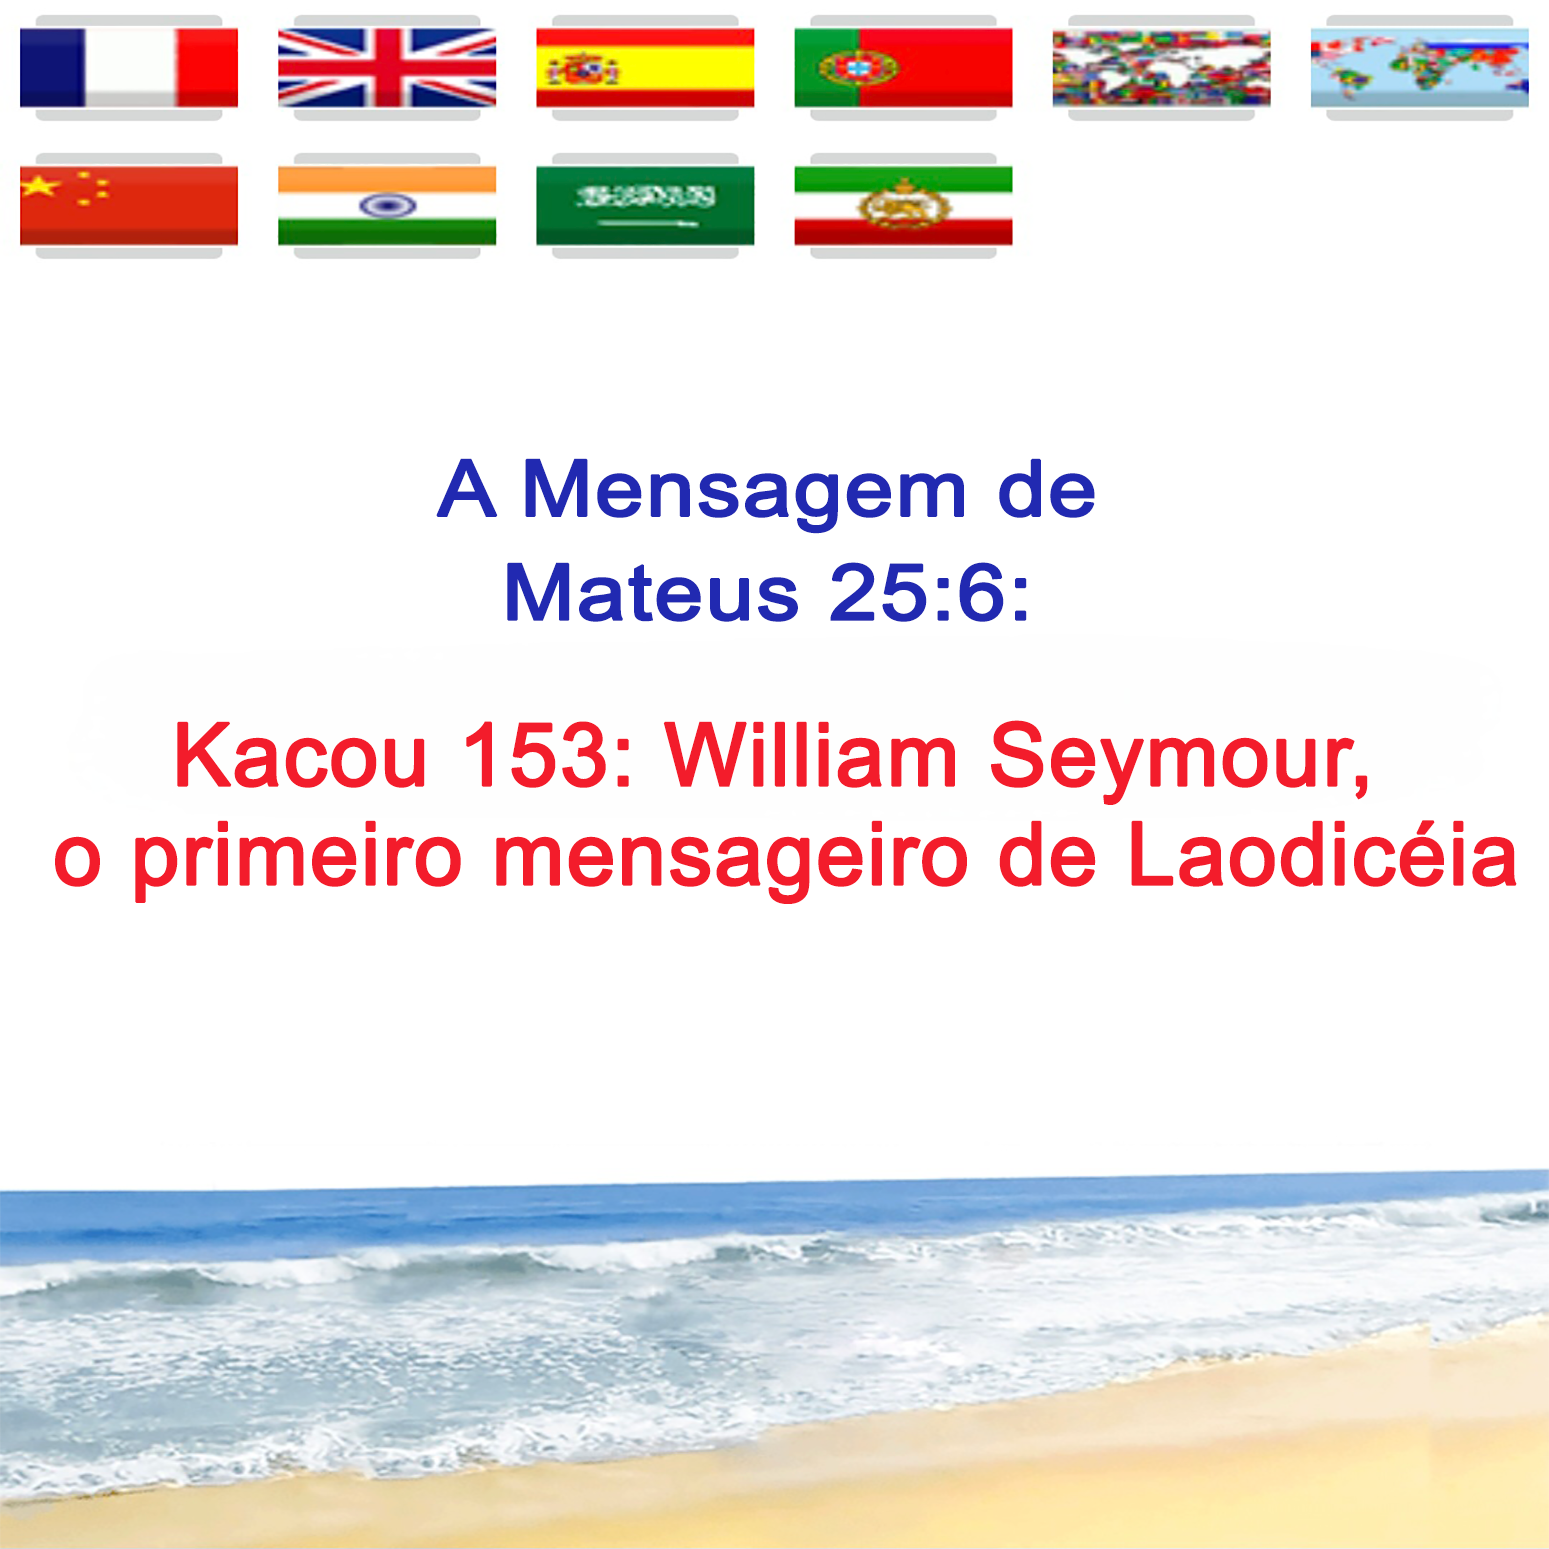 A Mensagem de
Mateus 25:6:
Kacou 153: William Seymour,
o primeiro mensageiro de Laodicéia